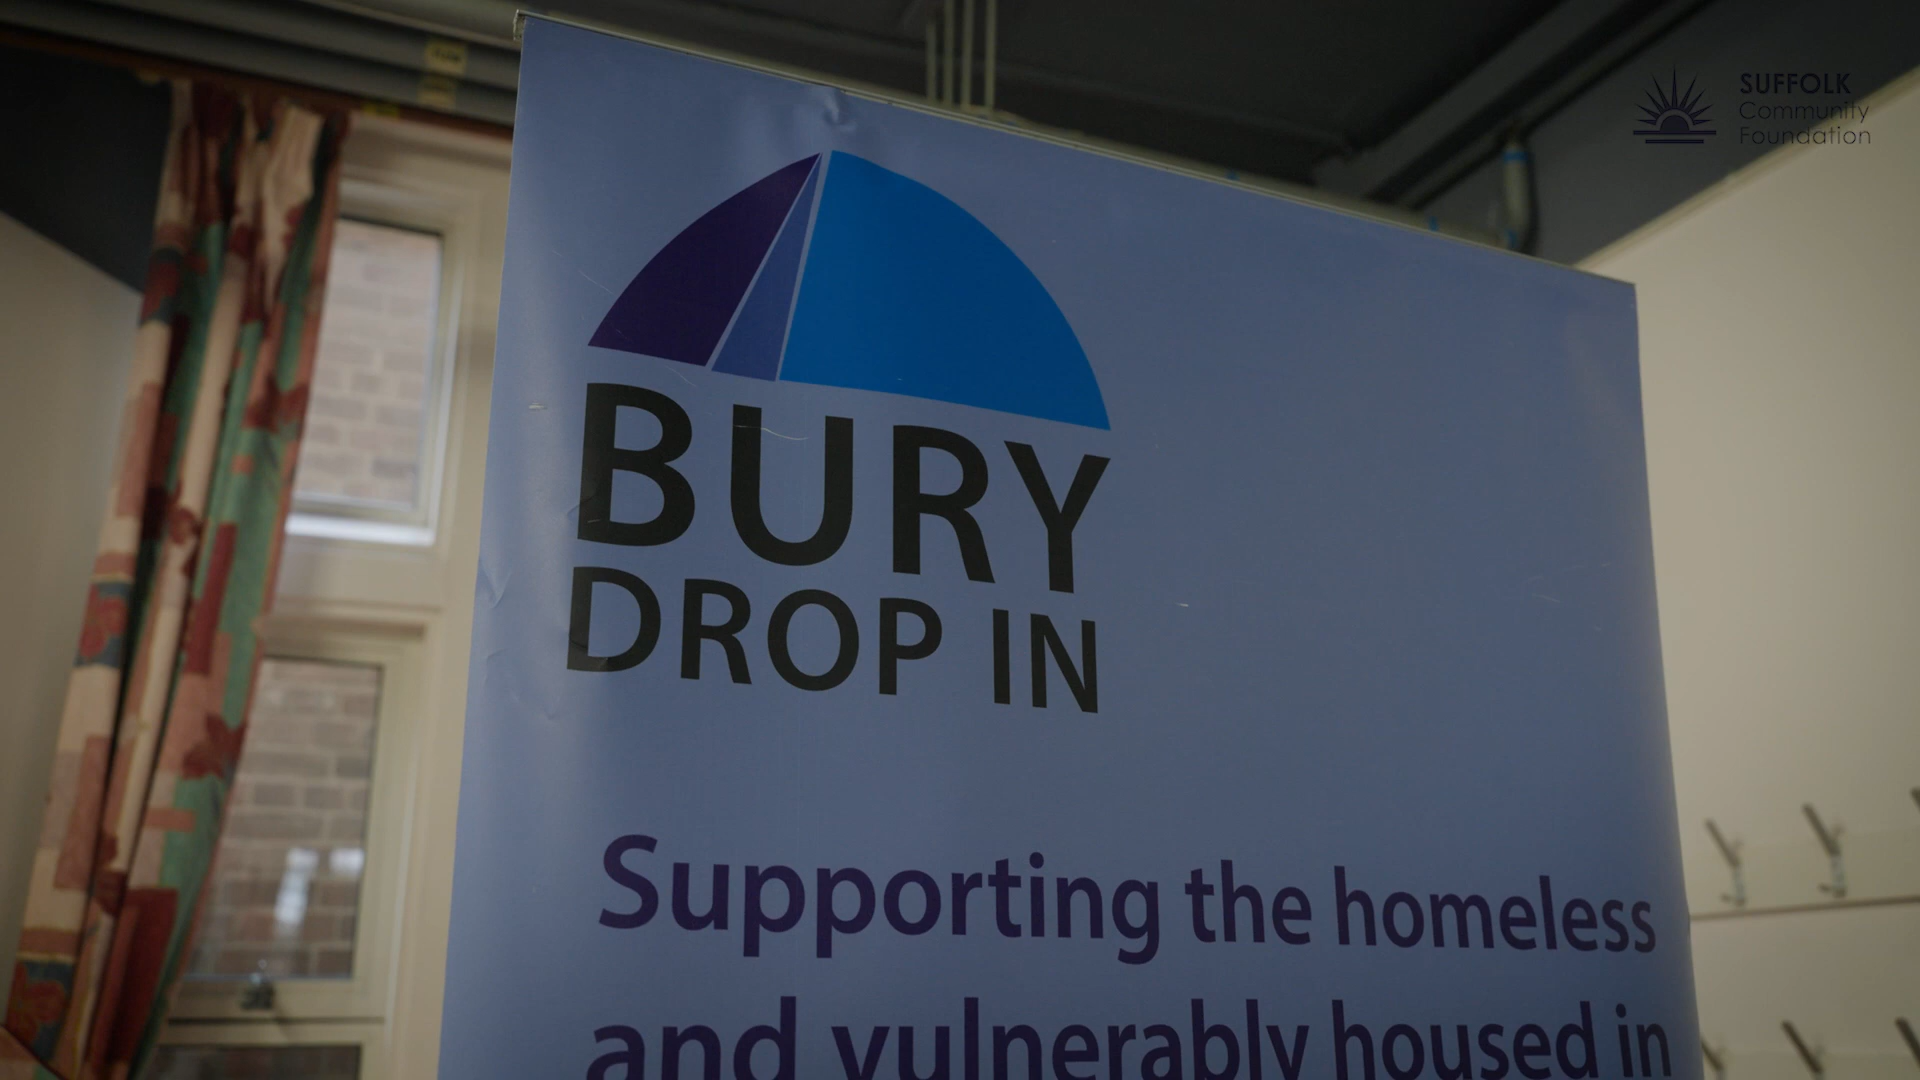 SUFFOLK
Community
Foundation
BURY
DROP IN
Supporting the homeless
and vulnerably housed in